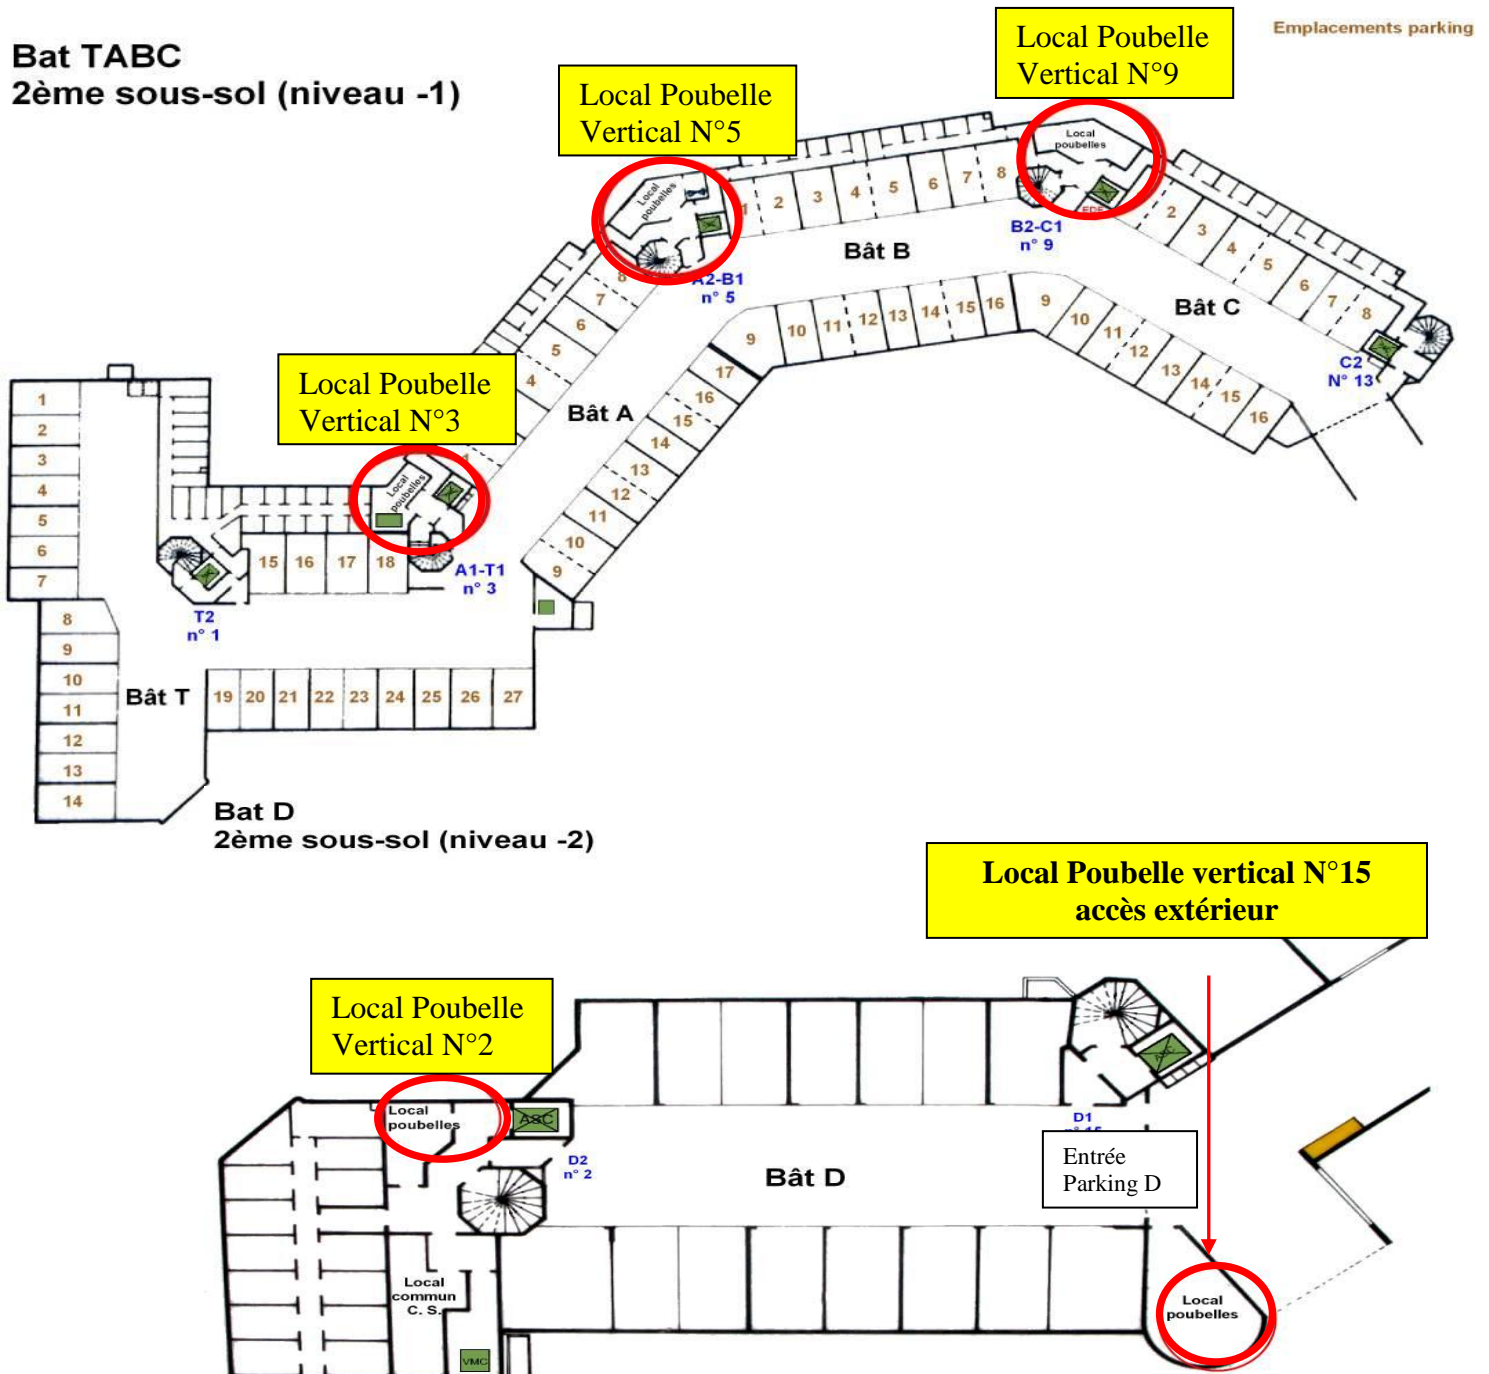 Emplacements parking
Bat TABC
2ème sous-sol (niveau -1)
Local Poubelle
Vertical N°9
Local Poubelle
Vertical N°5
Local
poubelles
Local
poubelles
1 2 3 4 5 6 7 8
EDF
2 3 4 5 6 7 8
B2-C1
n° 9
Bât B
A2-B1
n° 5
Bât C
C2
N° 13
8
7
6
5
4
1
9 10 11 12 13 14 15 16
9 10 11 12 13 14 15 16
Local Poubelle
Vertical N°3
Bât A
17
16
15
14
13
12
11
10
9
Local
poubelles
1
2
3
4
5
6
7
15 16 17 18
A1-T1
n° 3
T2
n° 1
8
9
10
11
12
13
14
Bât T
19 20 21 22 23 24 25 26 27
Bat D
2ème sous-sol (niveau -2)
Local Poubelle vertical N°15
accès extérieur
Local Poubelle
Vertical N°2
Local
poubelles
ASC
ASC
D1
n° 15
D2
n° 2
Bât D
Entrée
Parking D
Local
commun
C. S.
VMC
Local
poubelles